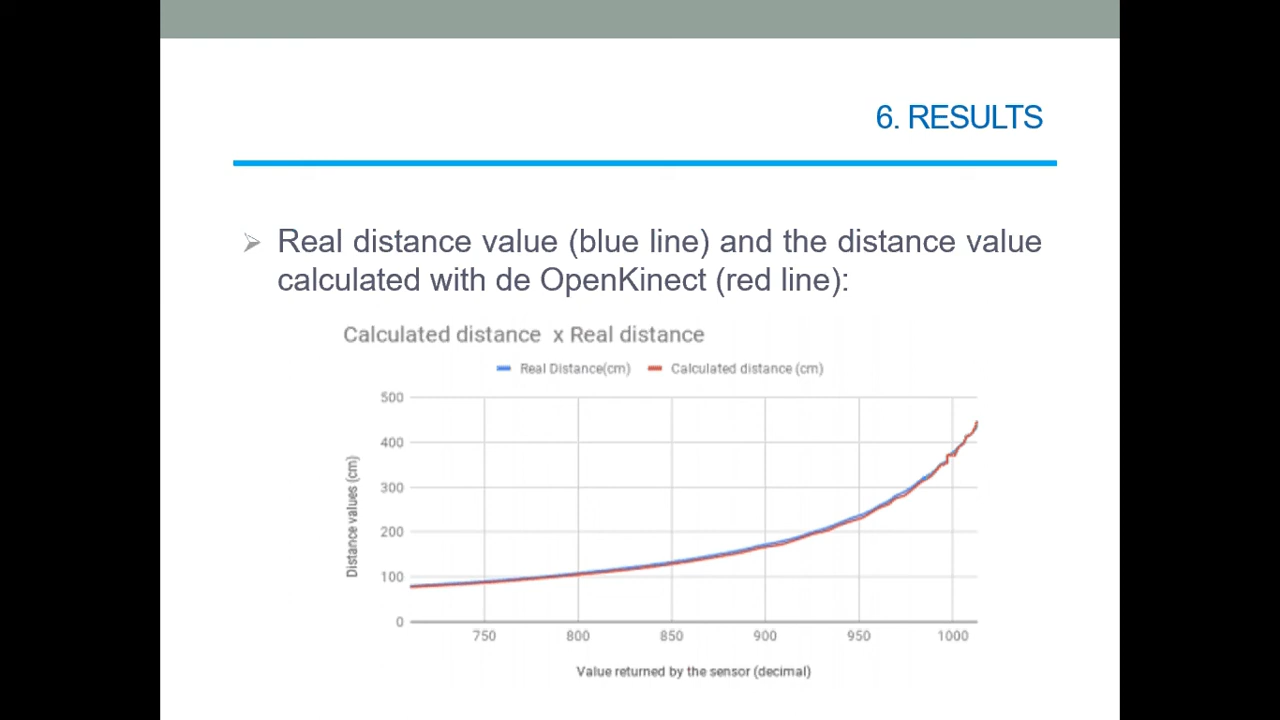 6. RESULTS
Real distance value (blue line) and the distance value
calculated with de OpenKinect (red line):
Calculated distance x Real distance
Real Distance(cm) Calculated distance (cm)
500
400
300
200
100
0
Distance values (cm)
750 800 850 900 950 1000
Value returned by the sensor (decimal)